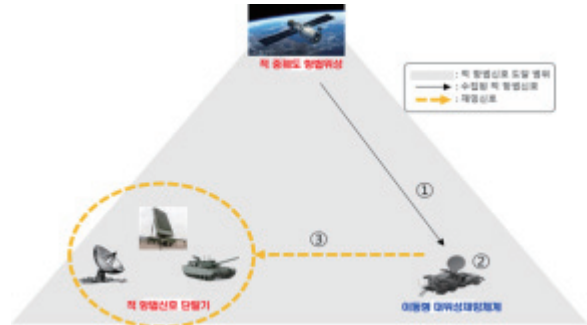 적 중궤도 항법위성
: 적 항법신호 도달 범위
: 수집된 적 항법신호
: 재밍신호
①
②
③
적 항법신호 단말기
이동형 대위성재밍체계